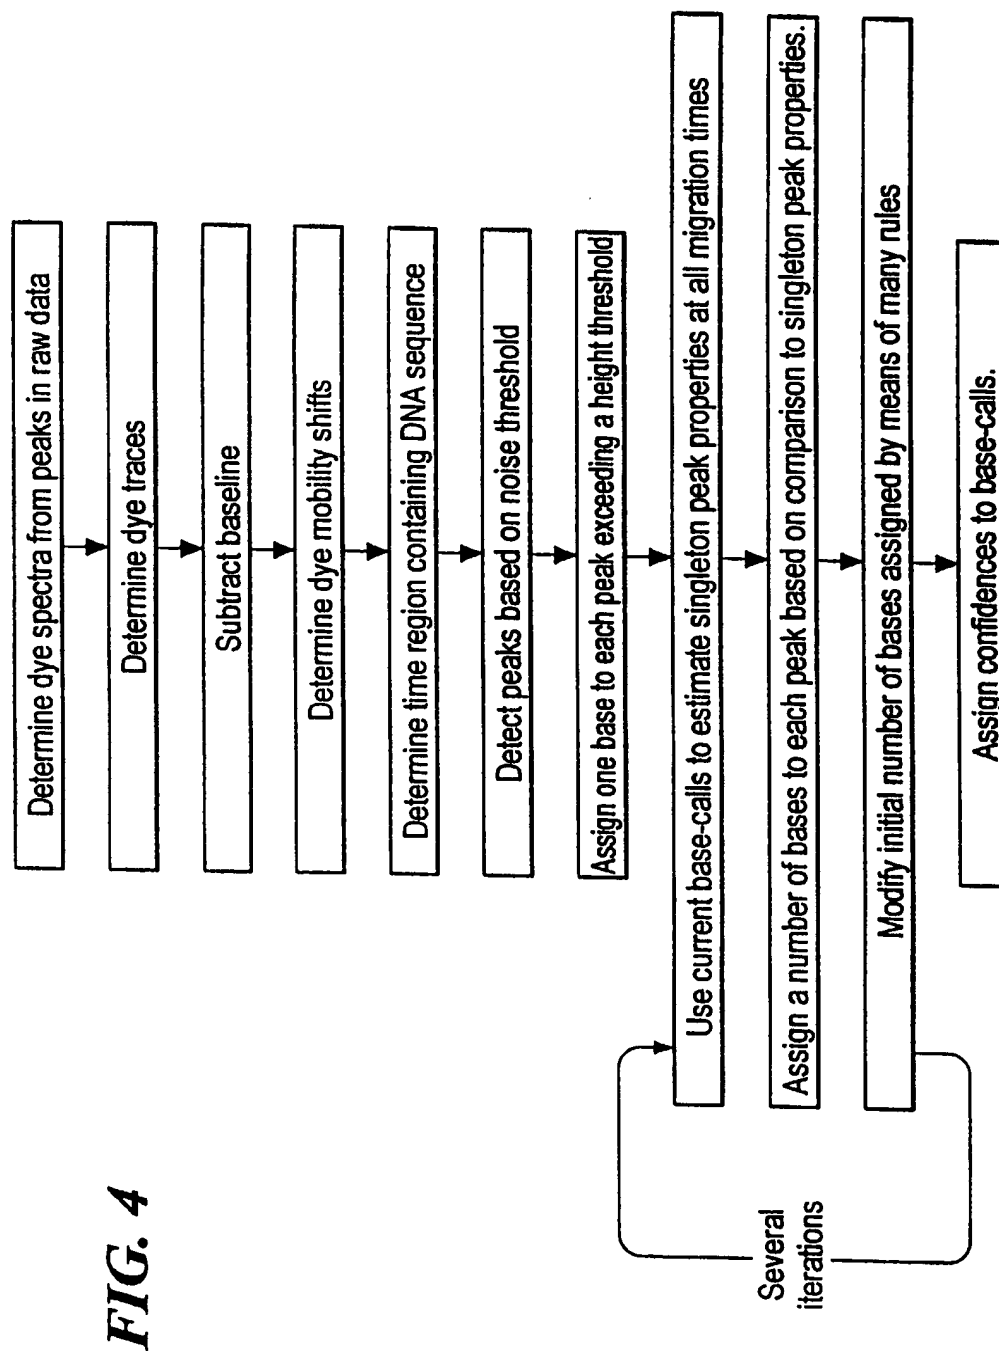 FIG. 4
Determine dye spectra from peaks in raw data
Determine dye traces
Subtract baseline
Determine dye mobility shifts
Determine time region containing DNA sequence
Detect peaks based on noise threshold
Assign one base to each peak exceeding a height threshold
Use current base-calls to estimate singleton peak properties at all migration times
Assign a number of bases to each peak based on comparison to singleton peak properties.
Modify initial number of bases assigned by means of many rules
Assign confidences to base-calls.
Several
iterations